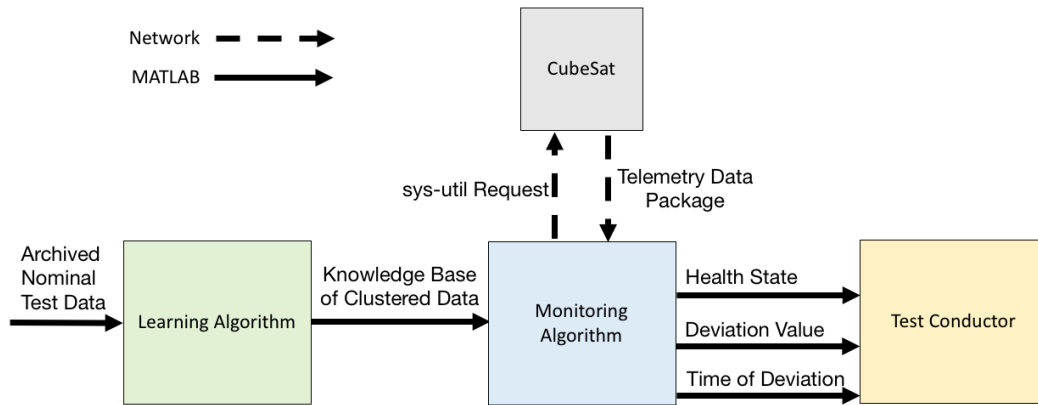 Network
MATLAB
CubeSat
sys-util Request
Telemetry Data
Package
Archived
Nominal
Test Data
Learning Algorithm
Knowledge Base
of Clustered Data
Monitoring
Algorithm
Health State
Deviation Value
Time of Deviation
Test Conductor